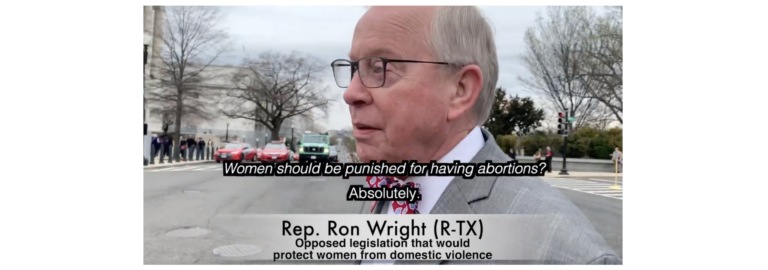 Women should be punished for having abortions?
Absolutely.
Rep. Ron Wright (R-TX)
Opposed legislation that would
protect women from domestic violence